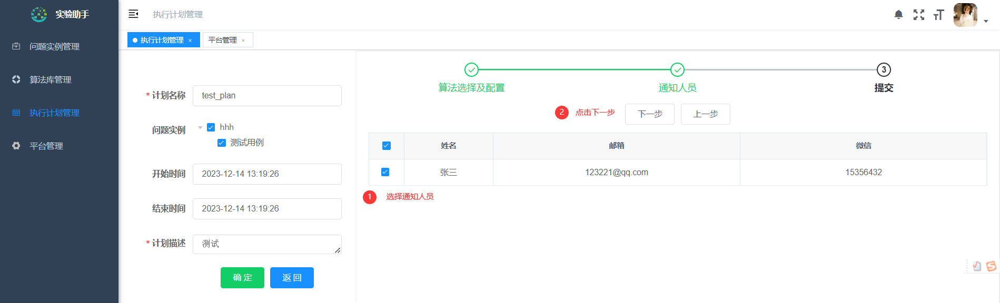 实验助手
执行计划管理
执行计划管理 ×
平台管理 ×
问题实例管理
算法库管理
执行计划管理
平台管理
* 计划名称 test_plan
问题实例 hhh
测试用例
开始时间 2023-12-14 13:19:26
结束时间 2023-12-14 13:19:26
* 计划描述 测试
确 定
返 回
3
算法选择及配置
通知人员
提交
2 点击下一步
下一步
上一步
姓名 邮箱 微信
张三 123221@qq.com 15356432
1 选择通知人员